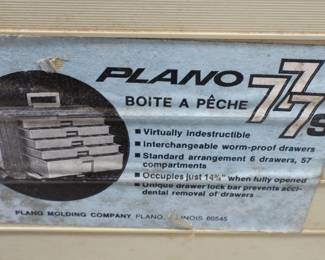 PLANO 777S
BOITE A PÊCHE
▪ Virtually indestructible
▪ Interchangeable worm-proof drawers
▪ Standard arrangement 6 drawers, 57
compartments
▪ Occupies just 14¾" when fully opened
▪ Unique drawer lock bar prevents acci-
dental removal of drawers
PLANO MOLDING COMPANY PLANO, ILLINOIS 60545